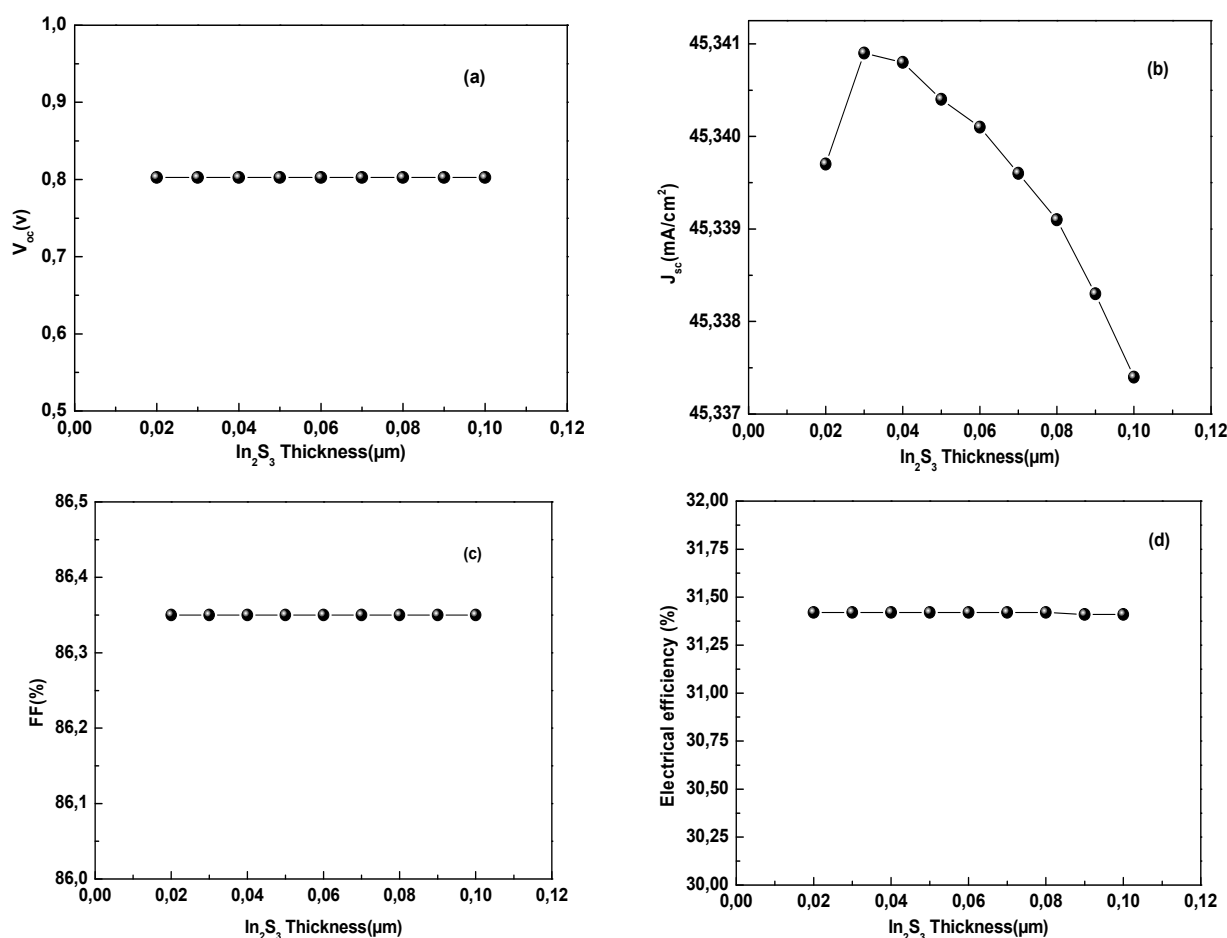 1,0
0,9
0,8
0,7
0,6
0,5
0,00 0,02 0,04 0,06 0,08 0,10 0,12
V_oc(v)
In₂S₃ Thickness(µm)
(a)
45,341
45,340
45,339
45,338
45,337
0,00 0,02 0,04 0,06 0,08 0,10 0,12
J_sc(mA/cm²)
In₂S₃ Thickness(µm)
(b)
86,5
86,4
86,3
86,2
86,1
86,0
0,00 0,02 0,04 0,06 0,08 0,10 0,12
FF(%)
In₂S₃ Thickness(µm)
(c)
32,00
31,75
31,50
31,25
31,00
30,75
30,50
30,25
30,00
0,00 0,02 0,04 0,06 0,08 0,10 0,12
Electrical efficiency (%)
In₂S₃ Thickness(µm)
(d)